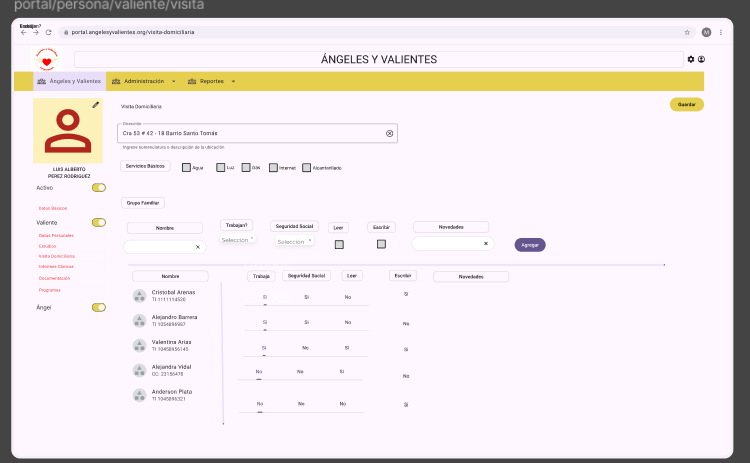 portal/persona/valiente/visita
portal.angelesyvalientes.org/visita-domiciliaria
M
ÁNGELES Y VALIENTES
Ángeles y Valientes
Administración
Reportes
Visita Domiciliaria
Guardar
Dirección
Cra 53 # 42 - 18 Barrio Santo Tomás
Ingrese nomenclatura o descripción de la ubicación
LUIS ALBERTO
PEREZ RODRIGUEZ
Servicios Básicos
Agua
Luz
Gas
Internet
Alcantarillado
Activo
Datos Básicos
Valiente
Datos Personales
Estudios
Visita Domiciliaria
Informes Clínicos
Documentación
Programas
Ángel
Grupo Familiar
Nombre
Trabajan?
Seguridad Social
Leer
Escribir
Novedades
Selección
Selección
Agregar
Nombre
Trabaja
Seguridad Social
Leer
Escribir
Novedades
Cristobal Arenas
TI 1111114520
Si
Si
No
Si
Alejandro Barrera
TI 1054896987
Si
Si
No
No
Valentina Arias
TI 10458956145
Si
No
Si
Si
Alejandra Vidal
CC. 23156478
No
No
Si
No
Anderson Plata
TI 1045896321
No
No
No
Si